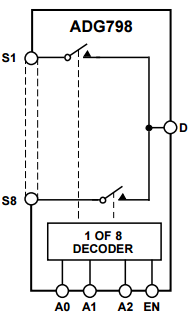 ADG798
S1
D
S8
1 OF 8
DECODER
A0 A1 A2 EN